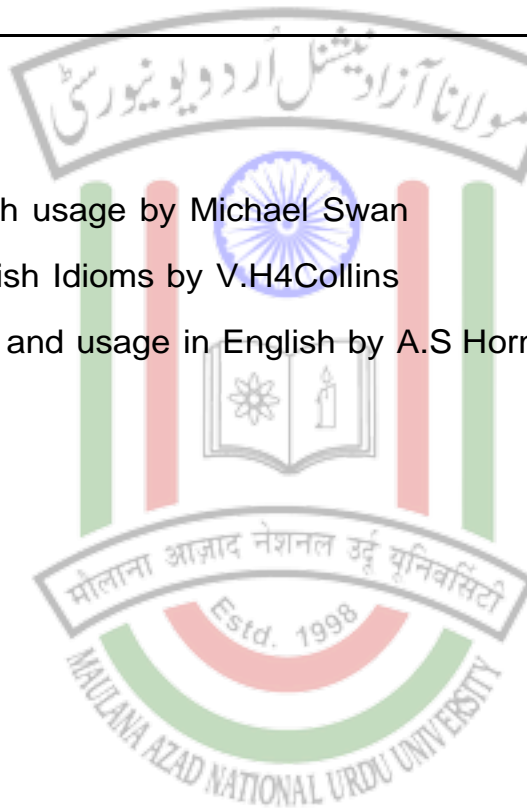 مولانا آزاد نیشنل اُردو یونیورسٹی
h usage by Michael Swan
ish Idioms by V.H4Collins
and usage in English by A.S Horn
मौलाना आज़ाद नेशनल उर्दू यूनिवर्सिटी
Estd. 1998
MAULANA AZAD NATIONAL URDU UNIVERSITY